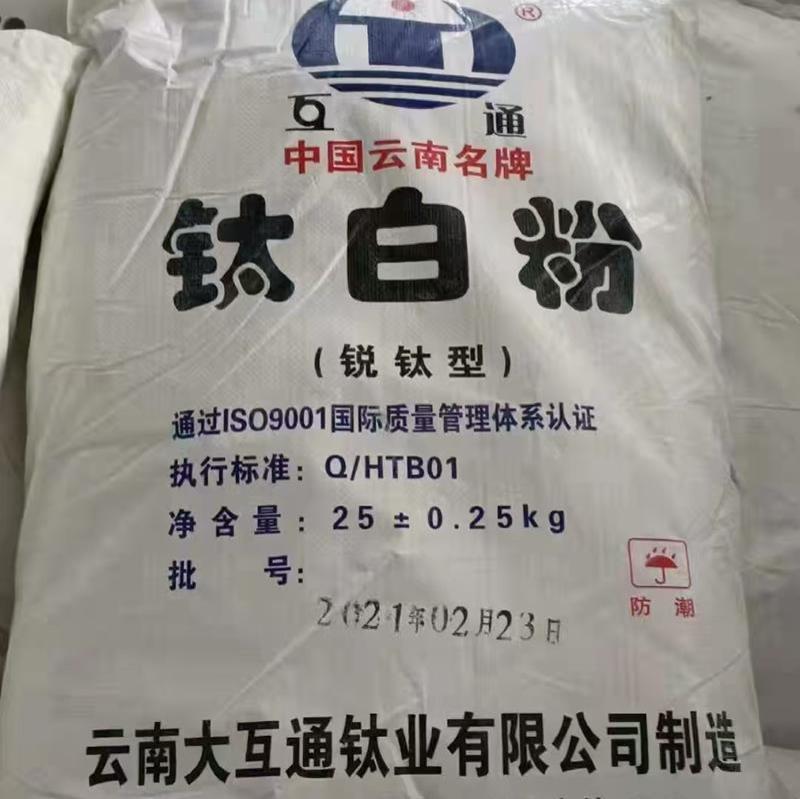 ®
互 通
中国云南名牌
钛白粉
(锐钛型)
通过ISO9001国际质量管理体系认证
执行标准: Q/HTB01
净含量: 25±0.25kg
批 号:
2021年02月23日
防 潮
云南大互通钛业有限公司制造